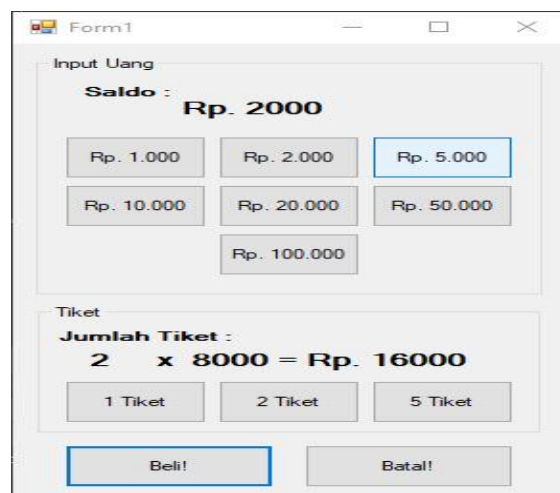 Form1
Input Uang
Saldo :
Rp. 2000
Rp. 1.000 Rp. 2.000 Rp. 5.000
Rp. 10.000 Rp. 20.000 Rp. 50.000
Rp. 100.000
Tiket
Jumlah Tiket :
2 x 8000 = Rp. 16000
1 Tiket 2 Tiket 5 Tiket
Beli! Batal!